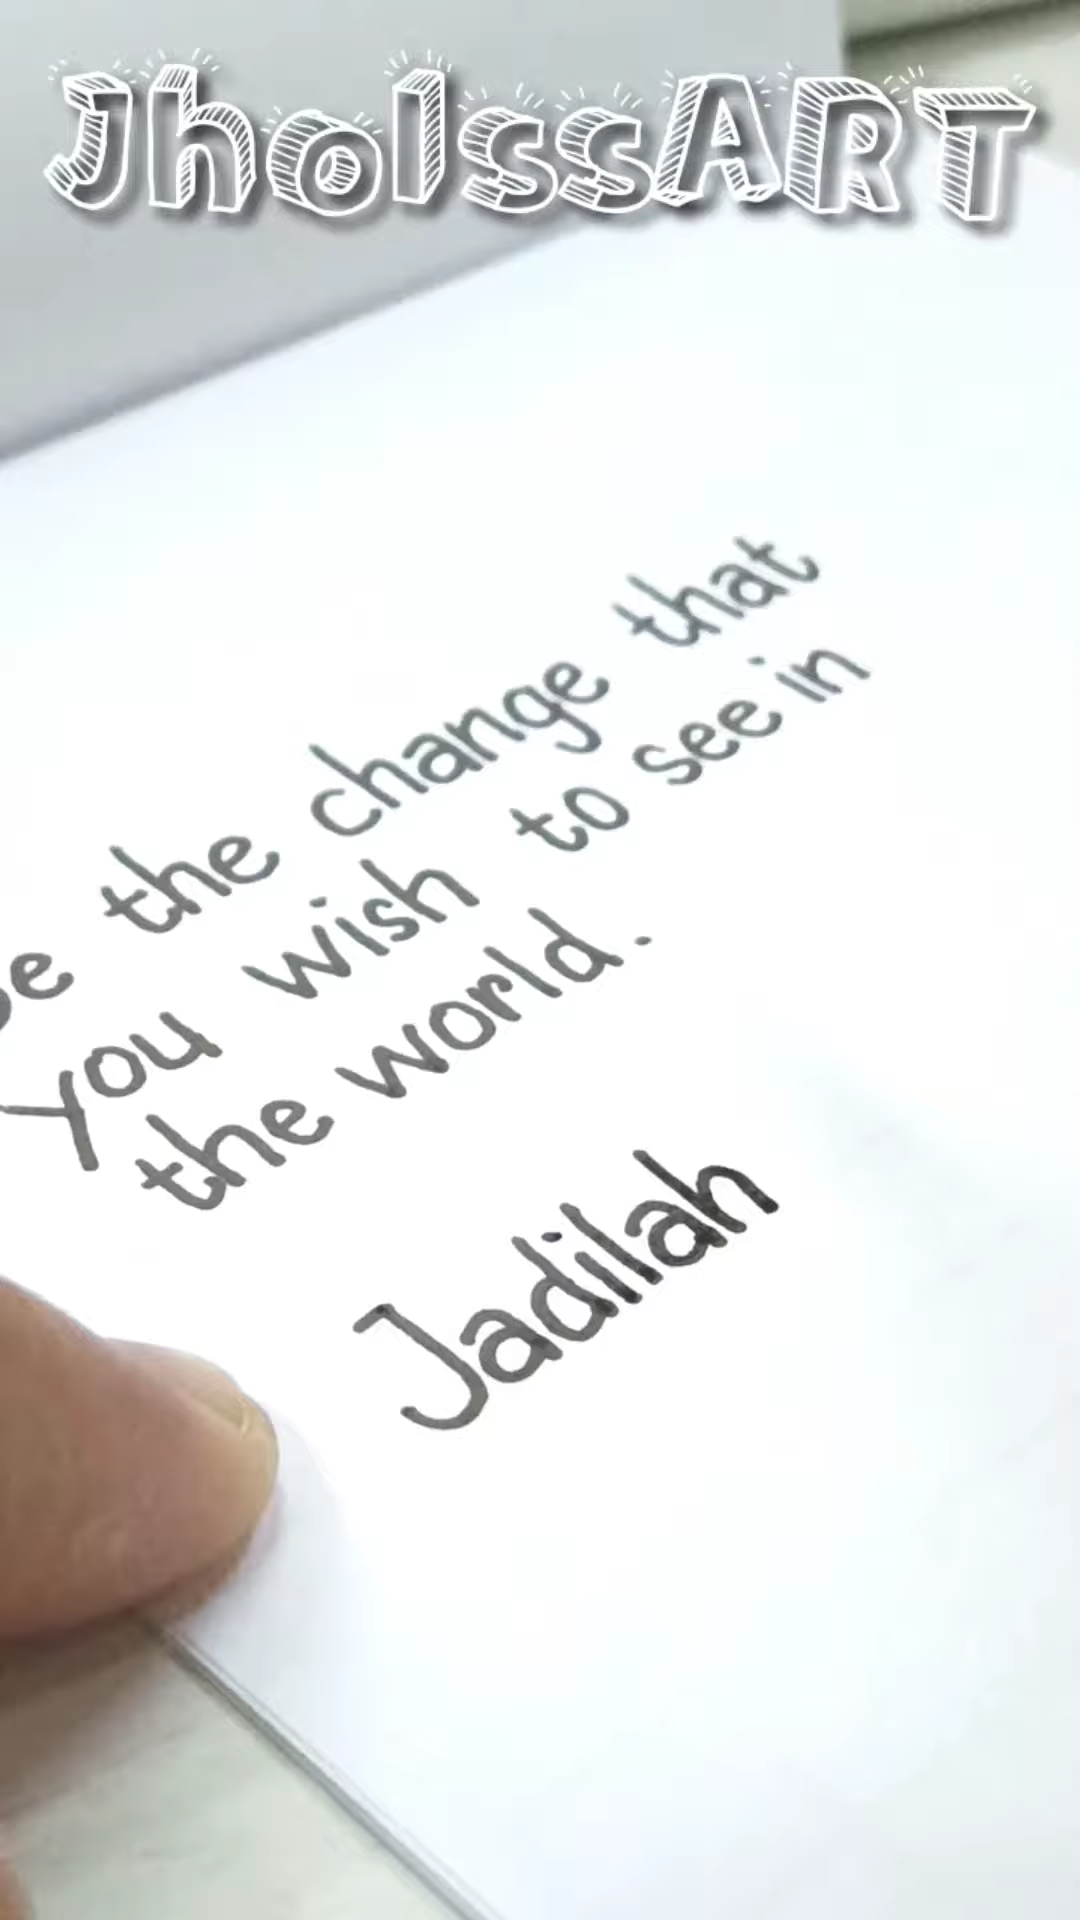 JholssART
e the change that
you wish to see in
the world.
Jadilah